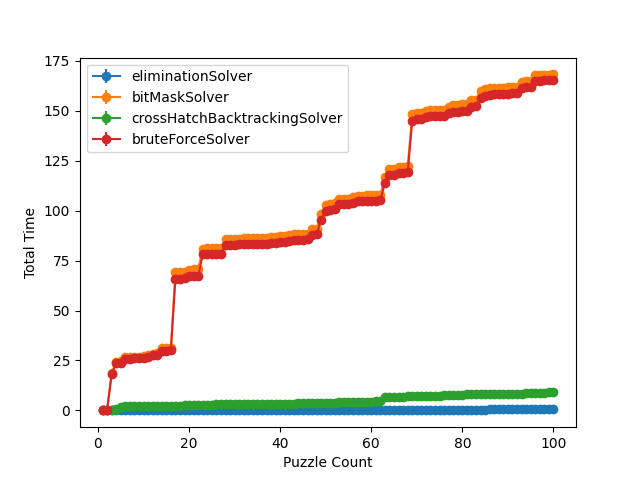 175
150
125
100
75
50
25
0
Total Time
eliminationSolver
bitMaskSolver
crossHatchBacktrackingSolver
bruteForceSolver
0 20 40 60 80 100
Puzzle Count